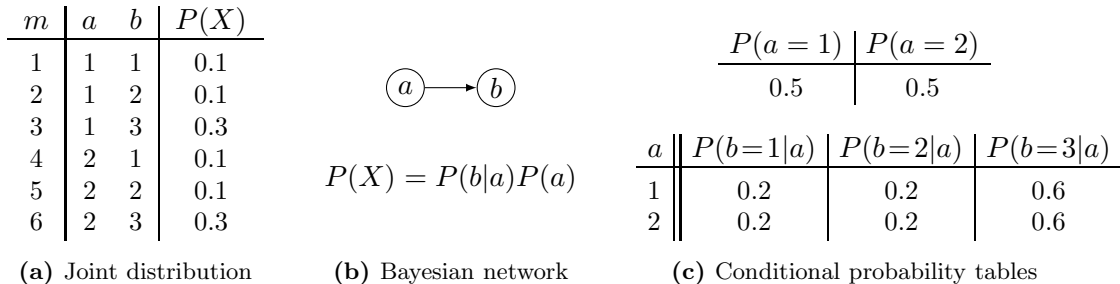 m a b P(X)
1 1 1 0.1
2 1 2 0.1
3 1 3 0.3
4 2 1 0.1
5 2 2 0.1
6 2 3 0.3
(a) Joint distribution
a b
P(X) = P(b|a)P(a)
(b) Bayesian network
P(a = 1) P(a = 2)
0.5 0.5
a P(b=1|a) P(b=2|a) P(b=3|a)
1 0.2 0.2 0.6
2 0.2 0.2 0.6
(c) Conditional probability tables